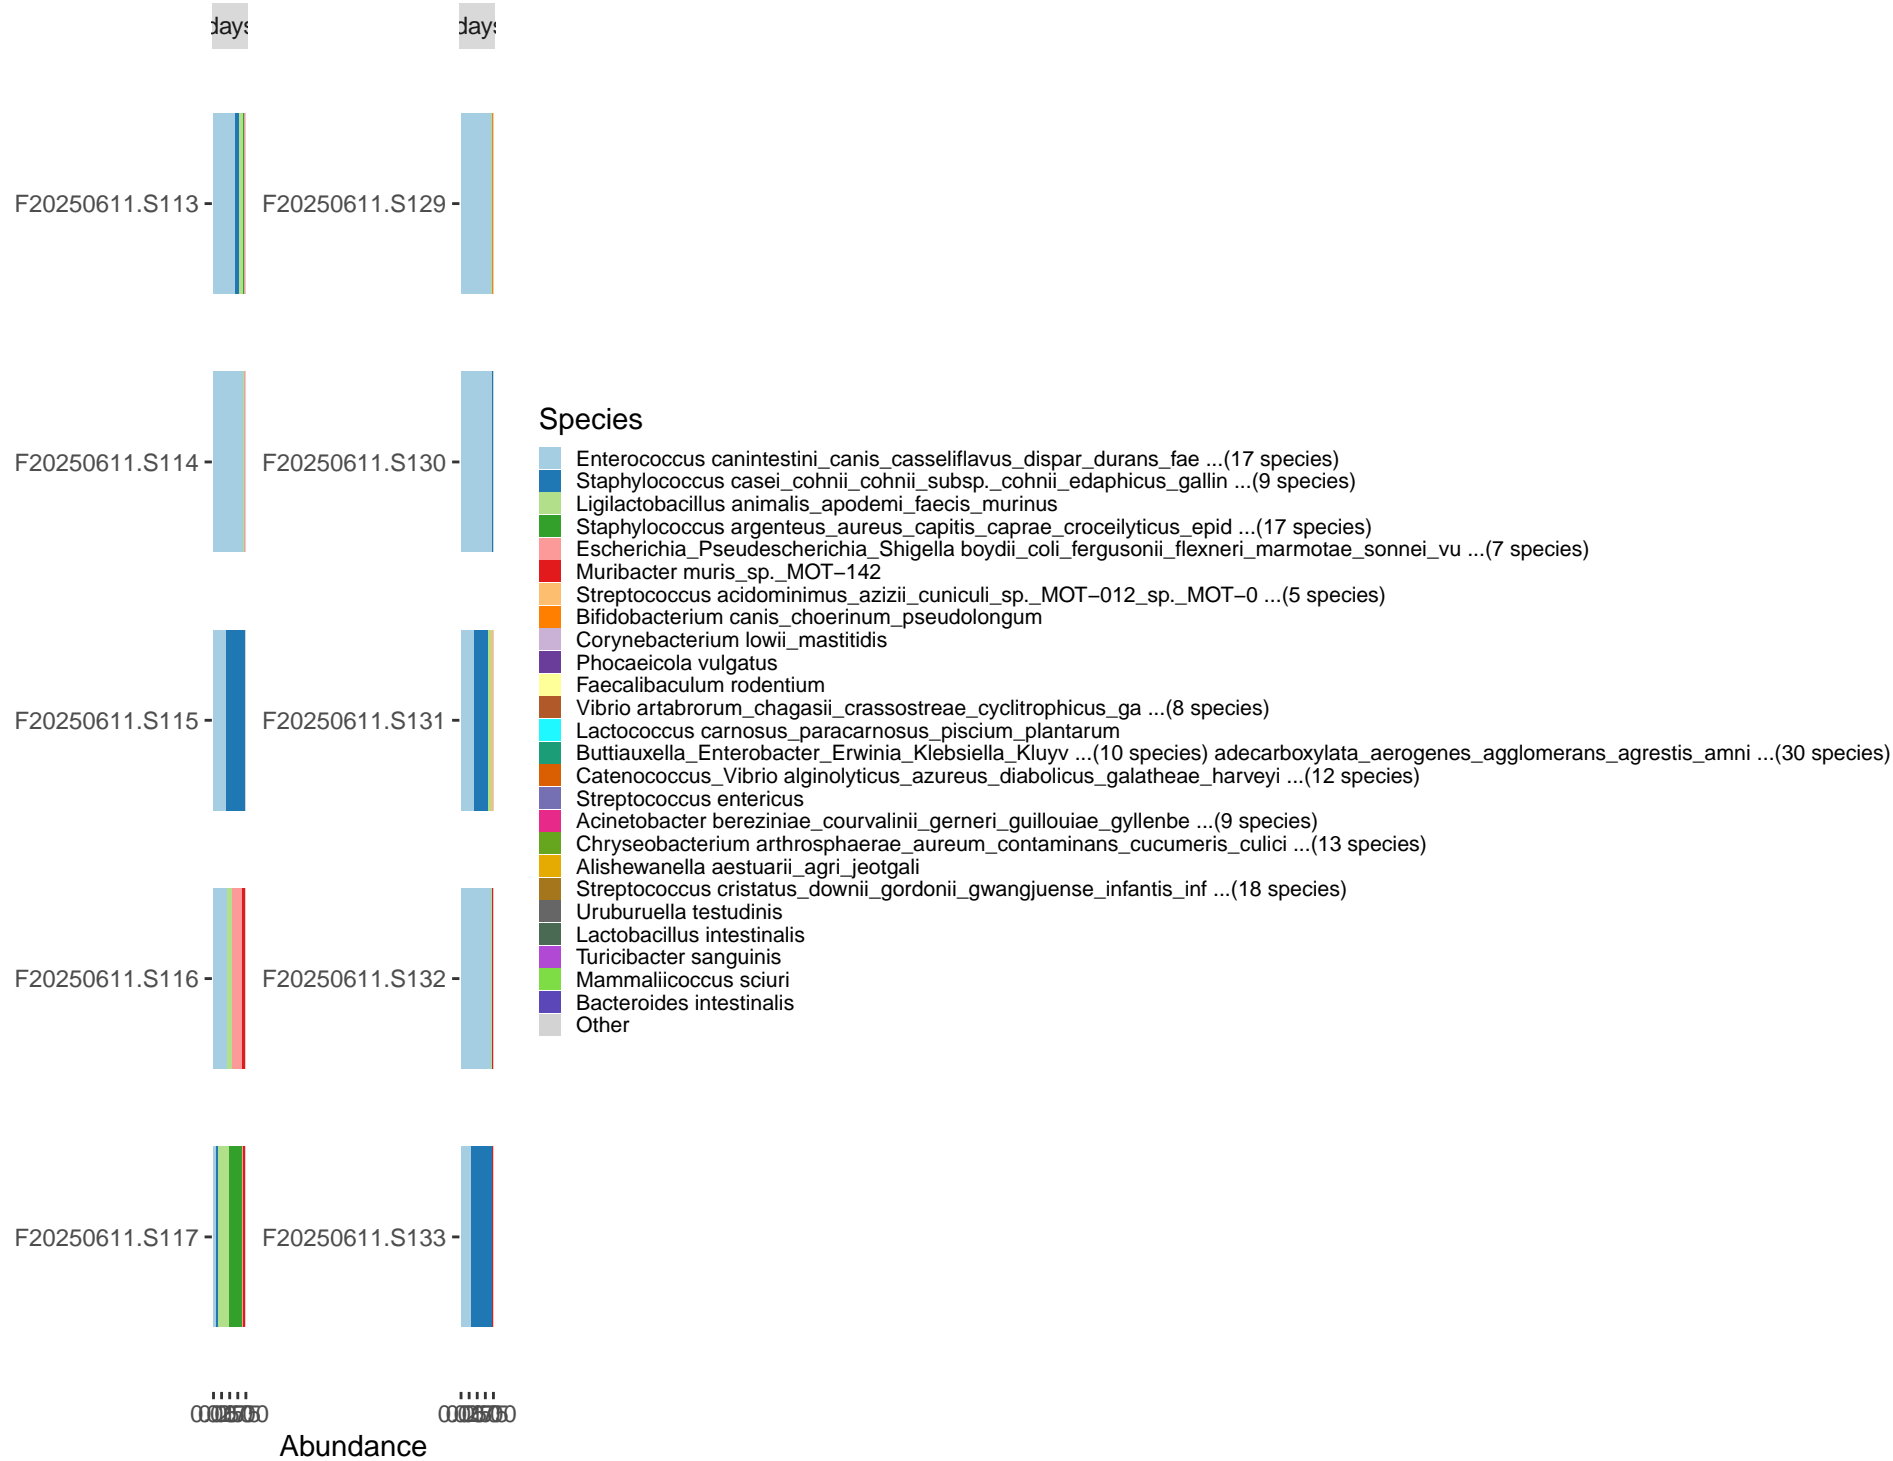 days days
F20250611.S113 F20250611.S129
F20250611.S114 F20250611.S130
F20250611.S115 F20250611.S131
F20250611.S116 F20250611.S132
F20250611.S117 F20250611.S133
Abundance
Species
Enterococcus canintestini_canis_casseliflavus_dispar_durans_fae ...(17 species)
Staphylococcus casei_cohnii_cohnii_subsp._cohnii_edaphicus_gallin ...(9 species)
Ligilactobacillus animalis_apodemi_faecis_murinus
Staphylococcus argenteus_aureus_capitis_caprae_croceilyticus_epid ...(17 species)
Escherichia_Pseudescherichia_Shigella boydii_coli_fergusonii_flexneri_marmotae_sonnei_vu ...(7 species)
Muribacter muris_sp._MOT−142
Streptococcus acidominimus_azizii_cuniculi_sp._MOT−012_sp._MOT−0 ...(5 species)
Bifidobacterium canis_choerinum_pseudolongum
Corynebacterium lowii_mastitidis
Phocaeicola vulgatus
Faecalibaculum rodentium
Vibrio artabrorum_chagasii_crassostreae_cyclitrophicus_ga ...(8 species)
Lactococcus carnosus_paracarnosus_piscium_plantarum
Buttiauxella_Enterobacter_Erwinia_Klebsiella_Kluyv ...(10 species) adecarboxylata_aerogenes_agglomerans_agrestis_amni ...(30 species)
Catenococcus_Vibrio alginolyticus_azureus_diabolicus_galatheae_harveyi ...(12 species)
Streptococcus entericus
Acinetobacter bereziniae_courvalinii_gerneri_guillouiae_gyllenbe ...(9 species)
Chryseobacterium arthrosphaerae_aureum_contaminans_cucumeris_culici ...(13 species)
Alishewanella aestuarii_agri_jeotgali
Streptococcus cristatus_downii_gordonii_gwangjuense_infantis_inf ...(18 species)
Uruburuella testudinis
Lactobacillus intestinalis
Turicibacter sanguinis
Mammaliicoccus sciuri
Bacteroides intestinalis
Other